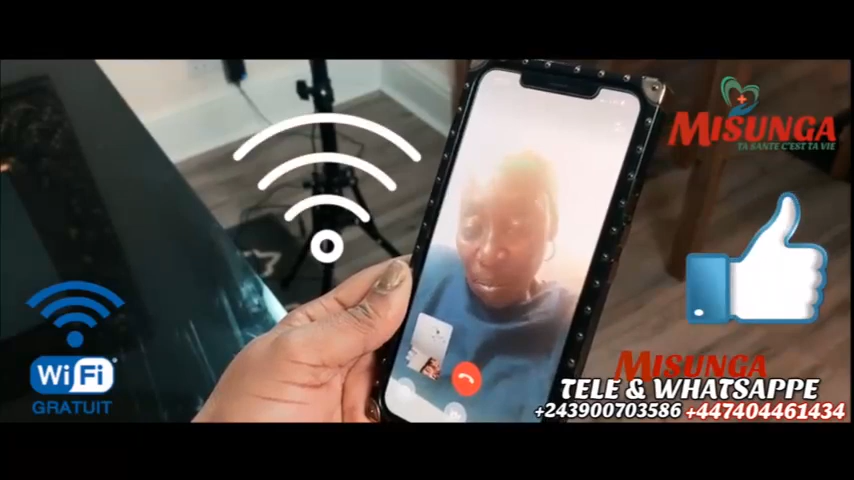 MISUNGA
TA SANTE C'EST TA VIE
WiFi
GRATUIT
MISUNGA
TELE & WHATSAPPE
+243900703586 +447404461434